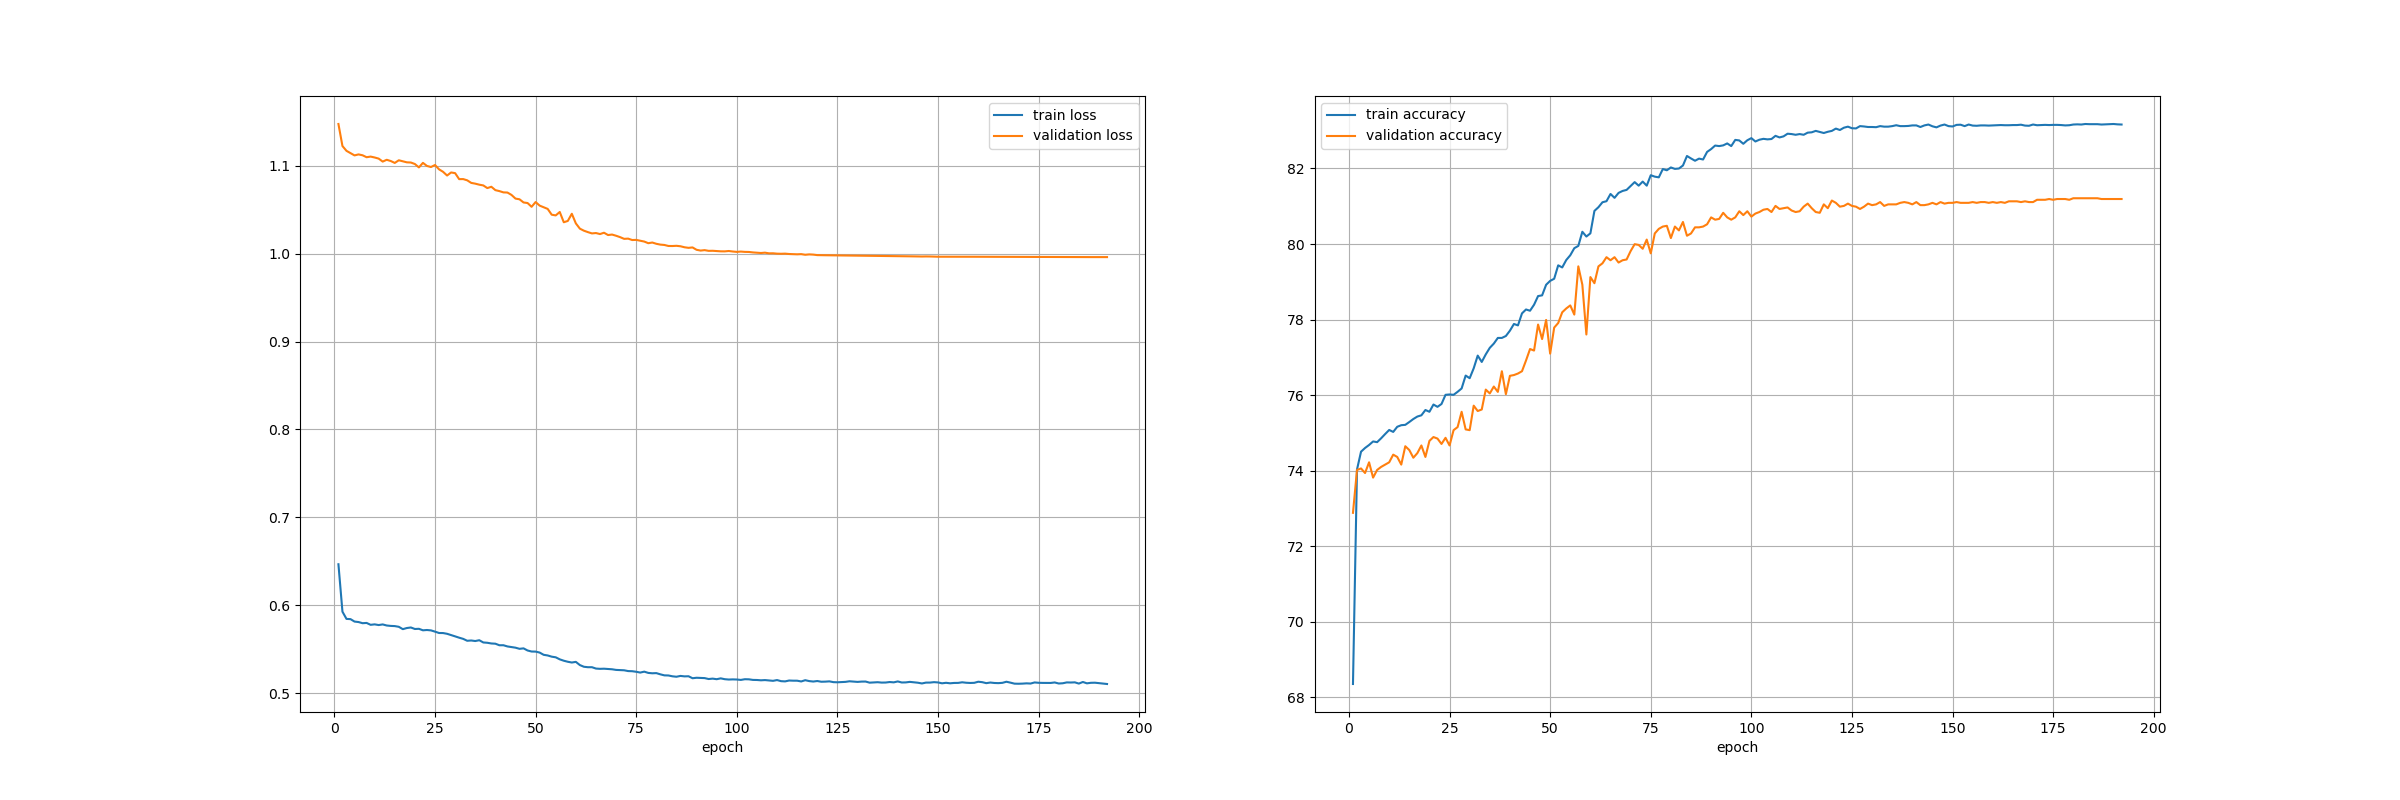 train loss
validation loss
1.1
1.0
0.9
0.8
0.7
0.6
0.5
0 25 50 75 100 125 150 175 200
epoch
train accuracy
validation accuracy
82
80
78
76
74
72
70
68
0 25 50 75 100 125 150 175 200
epoch